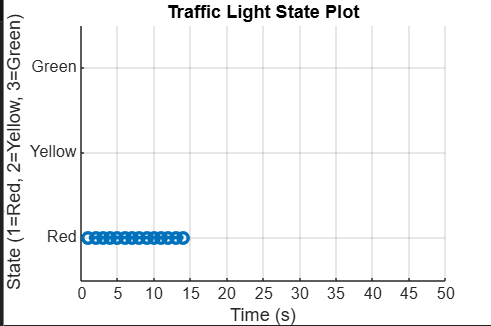 Traffic Light State Plot
State (1=Red, 2=Yellow, 3=Green)
Green
Yellow
Red
0 5 10 15 20 25 30 35 40 45 50
Time (s)